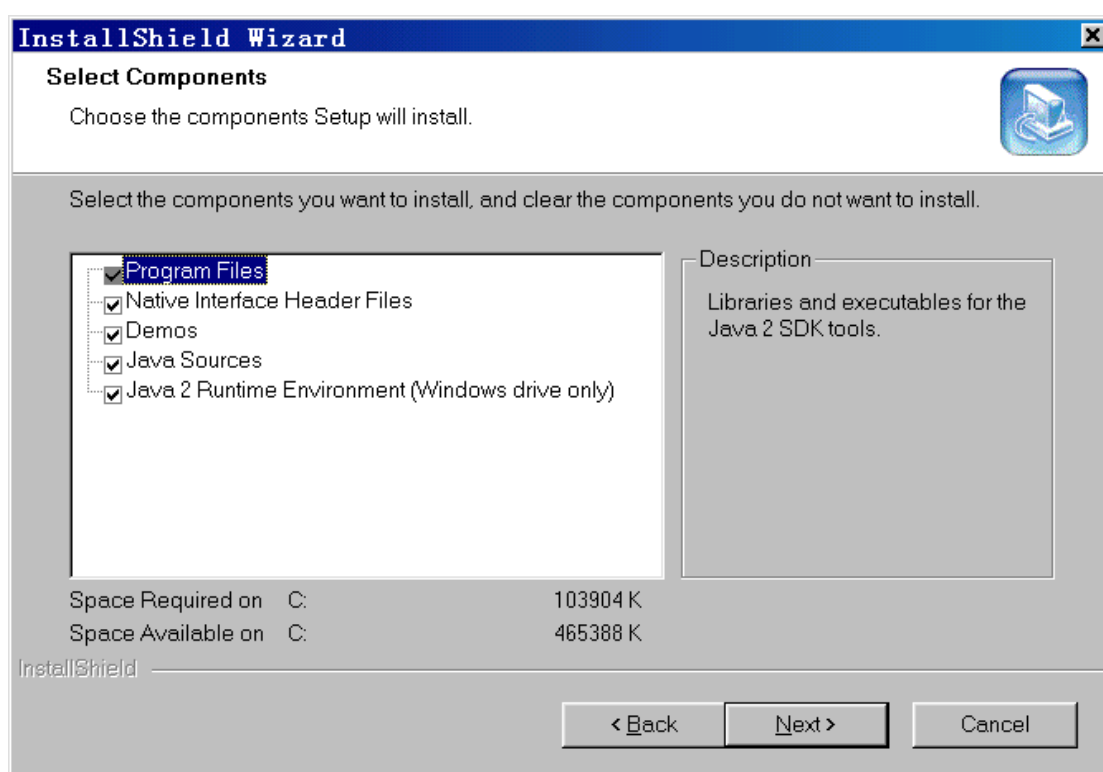 InstallShield Wizard
Select Components
Choose the components Setup will install.
Select the components you want to install, and clear the components you do not want to install.
Program Files
Native Interface Header Files
Demos
Java Sources
Java 2 Runtime Environment (Windows drive only)
Description
Libraries and executables for the
Java 2 SDK tools.
Space Required on C: 103904 K
Space Available on C: 465388 K
InstallShield
< Back Next > Cancel